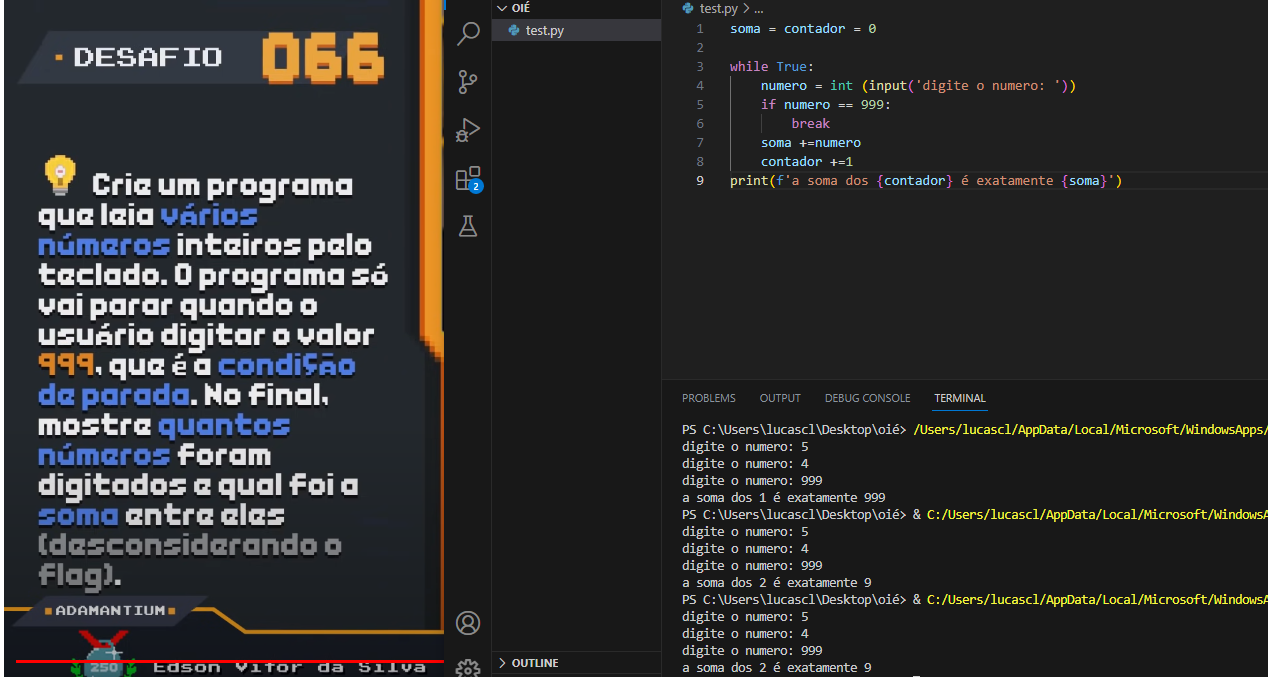 DESAFIO 066
Crie um programa
que leia vários
números inteiros pelo
teclado. O programa só
vai parar quando o
usuário digitar o valor
999, que é a condição
de parada. No final,
mostre quantos
números foram
digitados e qual foi a
soma entre eles
(desconsiderando o
flag).
ADAMANTIUM
250 Edson Vitor da Silva
2
OIÉ
test.py
OUTLINE
test.py > ...
1 soma = contador = 0
2
3 while True:
4 numero = int (input('digite o numero: '))
5 if numero == 999:
6 break
7 soma +=numero
8 contador +=1
9 print(f'a soma dos {contador} é exatamente {soma}')
PROBLEMS OUTPUT DEBUG CONSOLE TERMINAL
PS C:\Users\lucascl\Desktop\oié> /Users/lucascl/AppData/Local/Microsoft/WindowsApps/
digite o numero: 5
digite o numero: 4
digite o numero: 999
a soma dos 1 é exatamente 999
PS C:\Users\lucascl\Desktop\oié> & C:/Users/lucascl/AppData/Local/Microsoft/WindowsA
digite o numero: 5
digite o numero: 4
digite o numero: 999
a soma dos 2 é exatamente 9
PS C:\Users\lucascl\Desktop\oié> & C:/Users/lucascl/AppData/Local/Microsoft/WindowsA
digite o numero: 5
digite o numero: 4
digite o numero: 999
a soma dos 2 é exatamente 9